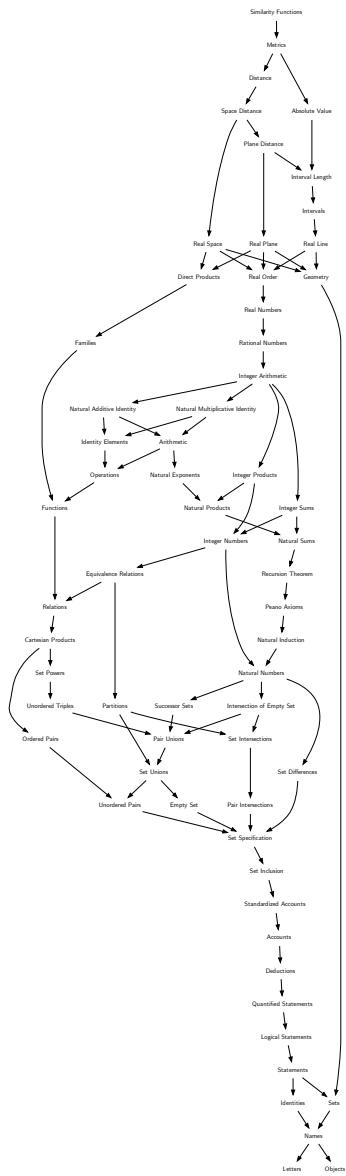 Similarity Functions
Metrics
Distance
Space Distance
Absolute Value
Plane Distance
Interval Length
Intervals
Real Space
Real Plane
Real Line
Direct Products
Real Order
Geometry
Real Numbers
Families
Rational Numbers
Integer Arithmetic
Natural Additive Identity
Natural Multiplicative Identity
Identity Elements
Arithmetic
Operations
Natural Exponents
Integer Products
Functions
Natural Products
Integer Sums
Integer Numbers
Natural Sums
Equivalence Relations
Recursion Theorem
Relations
Peano Axioms
Cartesian Products
Natural Induction
Set Powers
Natural Numbers
Unordered Triples
Partitions
Successor Sets
Intersection of Empty Set
Ordered Pairs
Pair Unions
Set Intersections
Set Unions
Set Differences
Unordered Pairs
Empty Set
Pair Intersections
Set Specification
Set Inclusion
Standardized Accounts
Accounts
Deductions
Quantified Statements
Logical Statements
Statements
Identities
Sets
Names
Letters
Objects